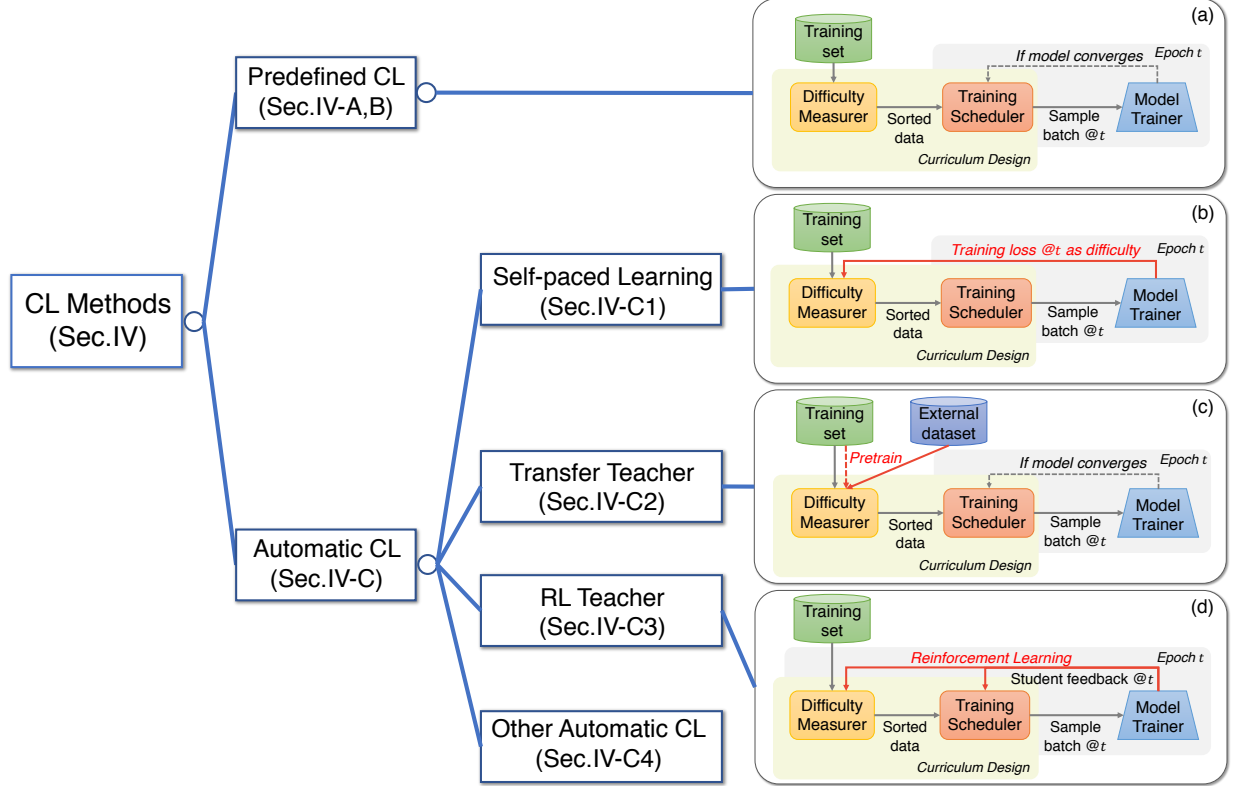 CL Methods
(Sec.IV)
Predefined CL
(Sec.IV-A,B)
Automatic CL
(Sec.IV-C)
Self-paced Learning
(Sec.IV-C1)
Transfer Teacher
(Sec.IV-C2)
RL Teacher
(Sec.IV-C3)
Other Automatic CL
(Sec.IV-C4)
(a)
Training
set
If model converges
Epoch t
Difficulty
Measurer
Sorted
data
Training
Scheduler
Sample
batch @t
Model
Trainer
Curriculum Design
(b)
Training
set
Training loss @t as difficulty
Epoch t
Difficulty
Measurer
Sorted
data
Training
Scheduler
Sample
batch @t
Model
Trainer
Curriculum Design
(c)
Training
set
External
dataset
Pretrain
If model converges
Epoch t
Difficulty
Measurer
Sorted
data
Training
Scheduler
Sample
batch @t
Model
Trainer
Curriculum Design
(d)
Training
set
Reinforcement Learning
Epoch t
Student feedback @t
Difficulty
Measurer
Sorted
data
Training
Scheduler
Sample
batch @t
Model
Trainer
Curriculum Design